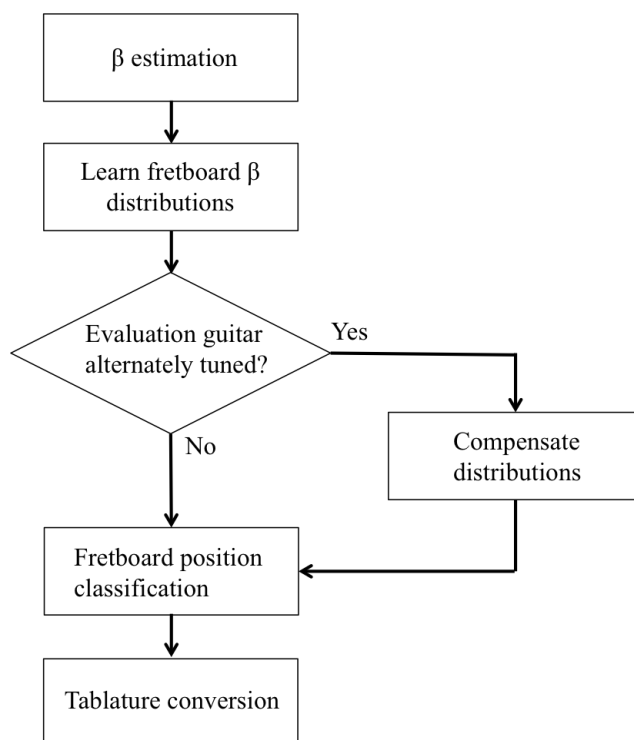 β estimation
Learn fretboard β
distributions
Evaluation guitar
alternately tuned?
Yes
No
Compensate
distributions
Fretboard position
classification
Tablature conversion